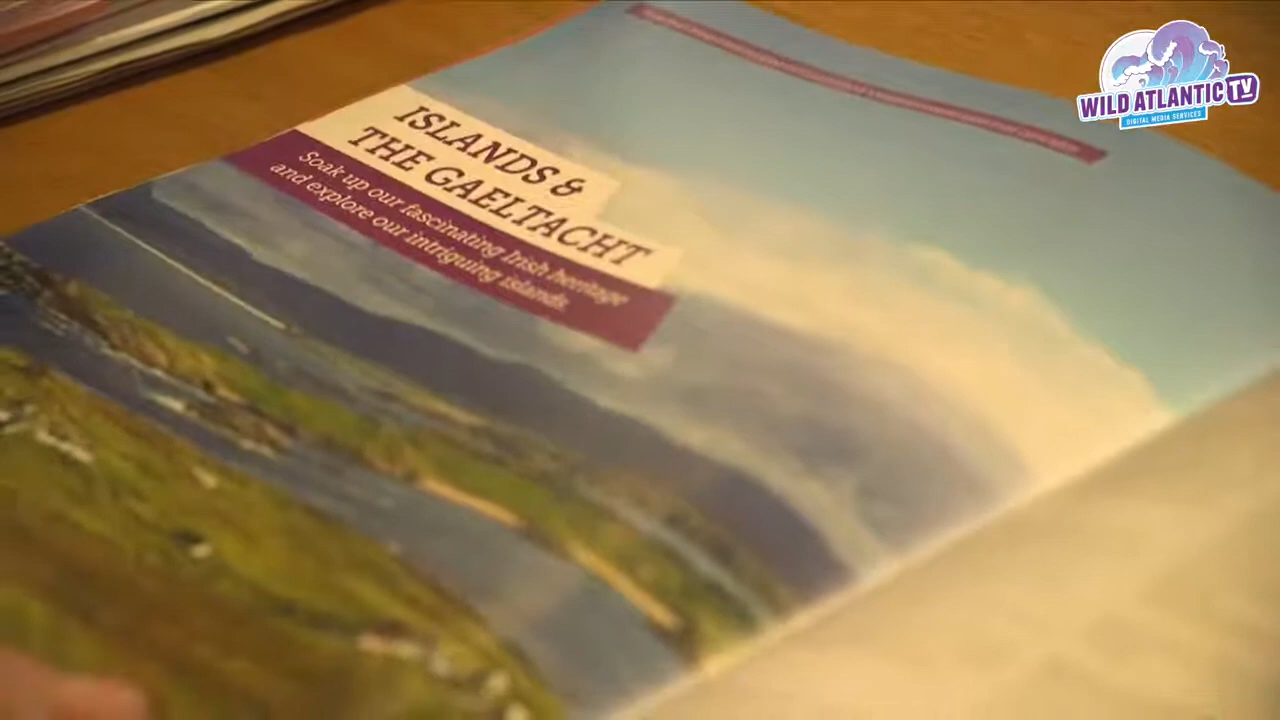 ISLANDS &
THE GAELTACHT
Soak up our fascinating Irish heritage
and explore our intriguing islands.
WILD ATLANTIC TV
DIGITAL MEDIA SERVICES